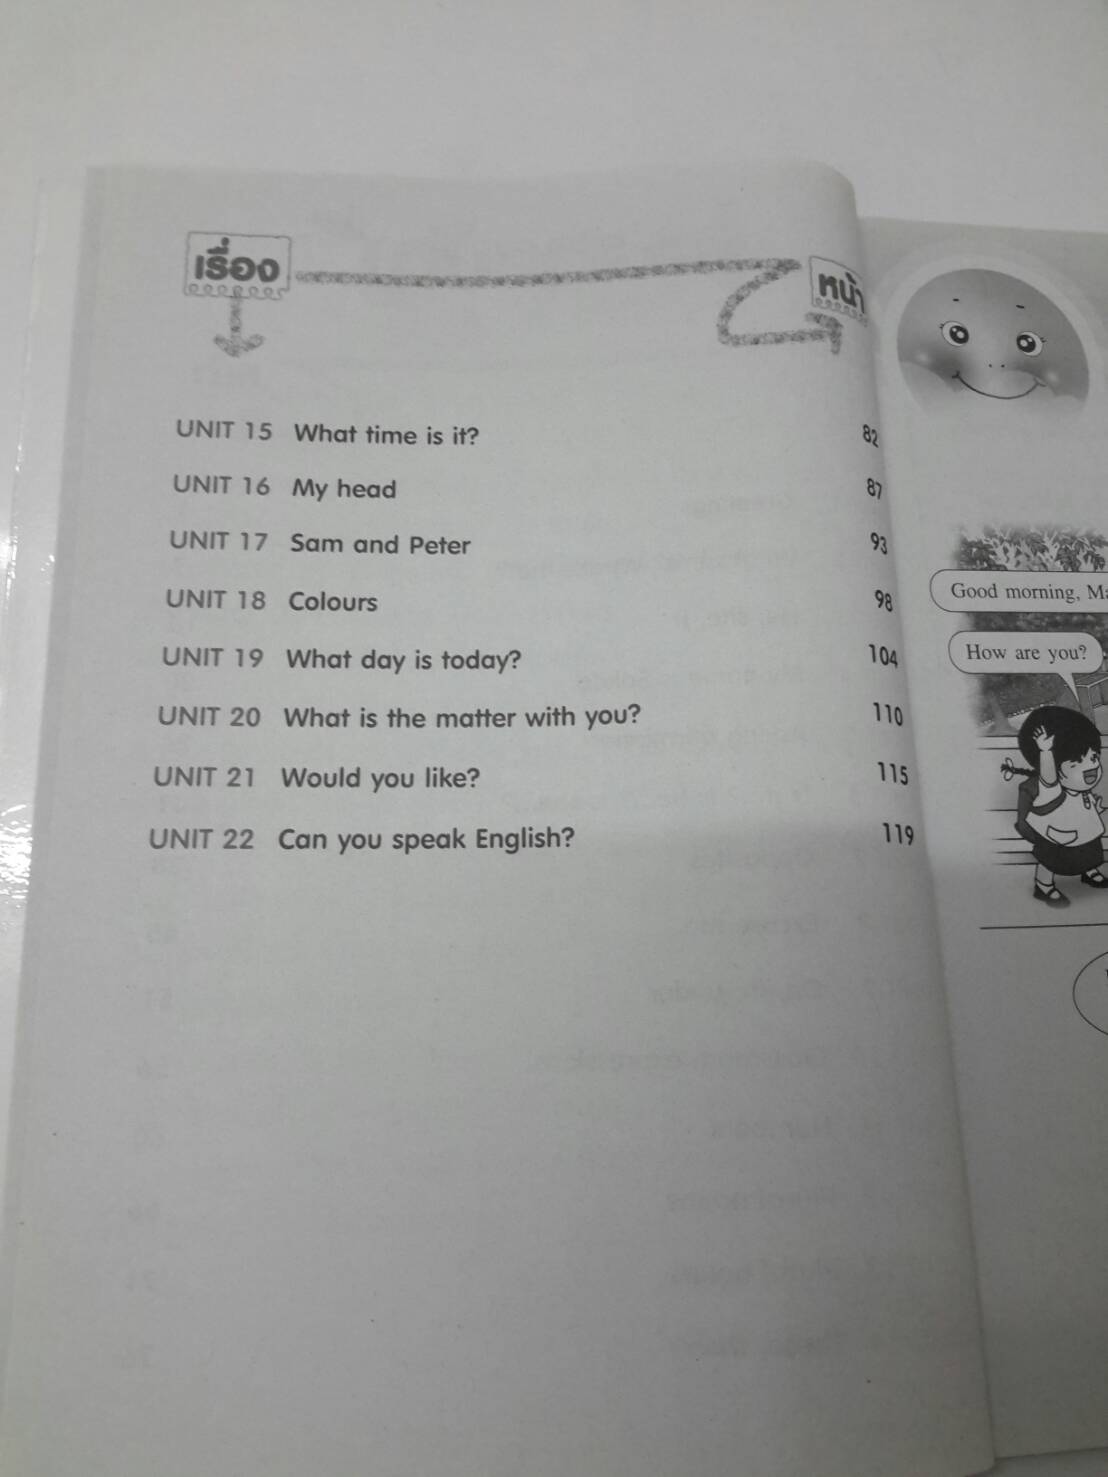 เรื่อง
หน้า
UNIT 15 What time is it? 82
UNIT 16 My head 87
UNIT 17 Sam and Peter 93
UNIT 18 Colours 98
UNIT 19 What day is today? 104
UNIT 20 What is the matter with you? 110
UNIT 21 Would you like? 115
UNIT 22 Can you speak English? 119
Good morning,
How are you?